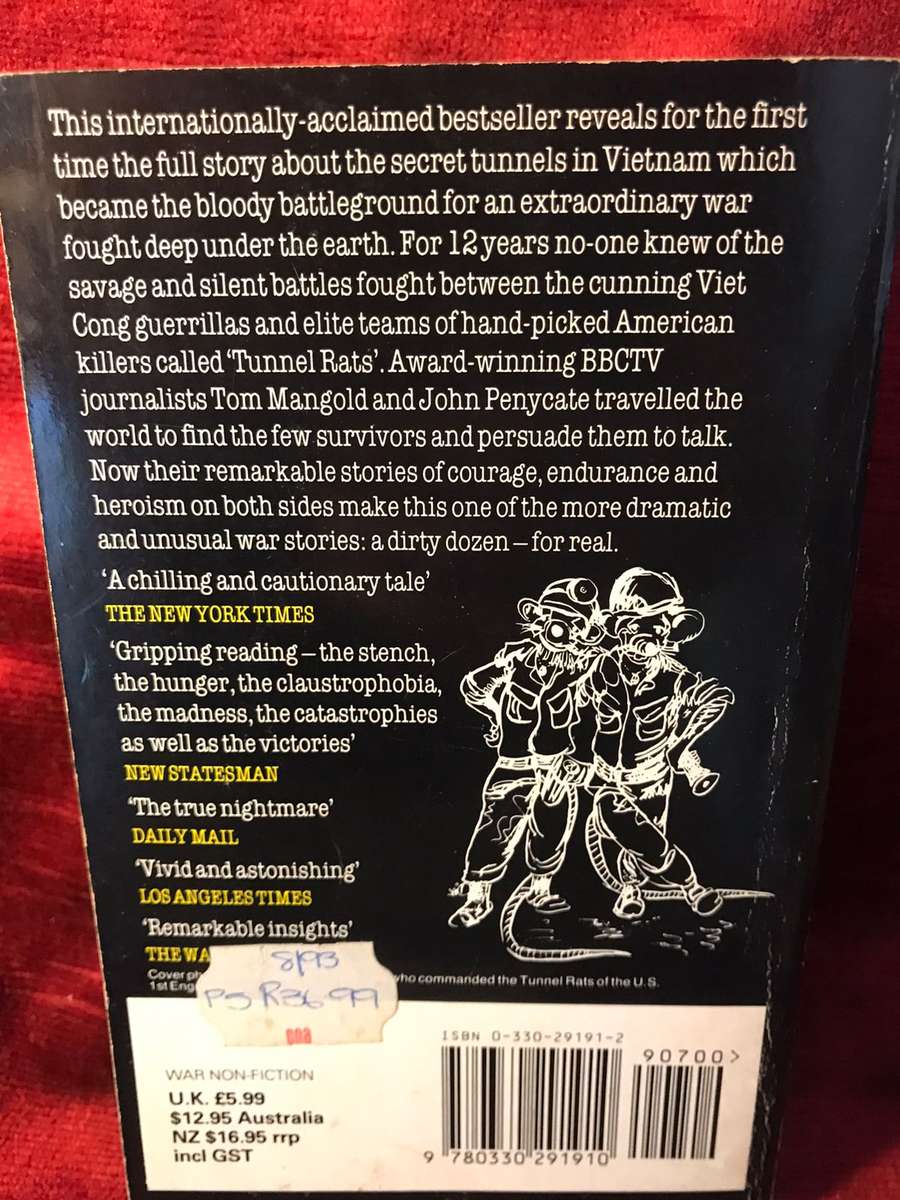 This internationally-acclaimed bestseller reveals for the first
time the full story about the secret tunnels in Vietnam which
became the bloody battleground for an extraordinary war
fought deep under the earth. For 12 years no-one knew of the
savage and silent battles fought between the cunning Viet
Cong guerrillas and elite teams of hand-picked American
killers called ‘Tunnel Rats’. Award-winning BBCTV
journalists Tom Mangold and John Penycate travelled the
world to find the few survivors and persuade them to talk.
Now their remarkable stories of courage, endurance and
heroism on both sides make this one of the more dramatic
and unusual war stories: a dirty dozen – for real.
‘A chilling and cautionary tale’
THE NEW YORK TIMES
‘Gripping reading – the stench,
the hunger, the claustrophobia,
the madness, the catastrophies
as well as the victories’
NEW STATESMAN
‘The true nightmare’
DAILY MAIL
‘Vivid and astonishing’
LOS ANGELES TIMES
‘Remarkable insights’
THE
8/93
Cover who commanded the Tunnel Rats of the U.S.
1st
R36.99
cna
ISBN 0-330-29191-2
90700>
WAR NON-FICTION
U.K. £5.99
$12.95 Australia
NZ $16.95 rrp
incl GST
9 780330 291910